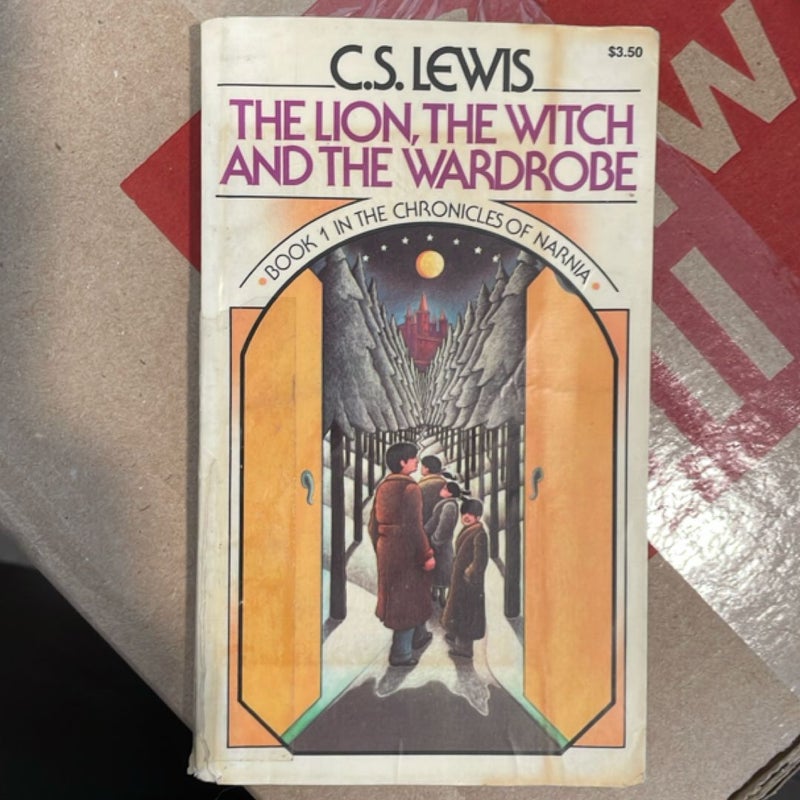 C.S. LEWIS
$3.50
THE LION, THE WITCH
AND THE WARDROBE
BOOK 1 IN THE CHRONICLES OF NARNIA
W